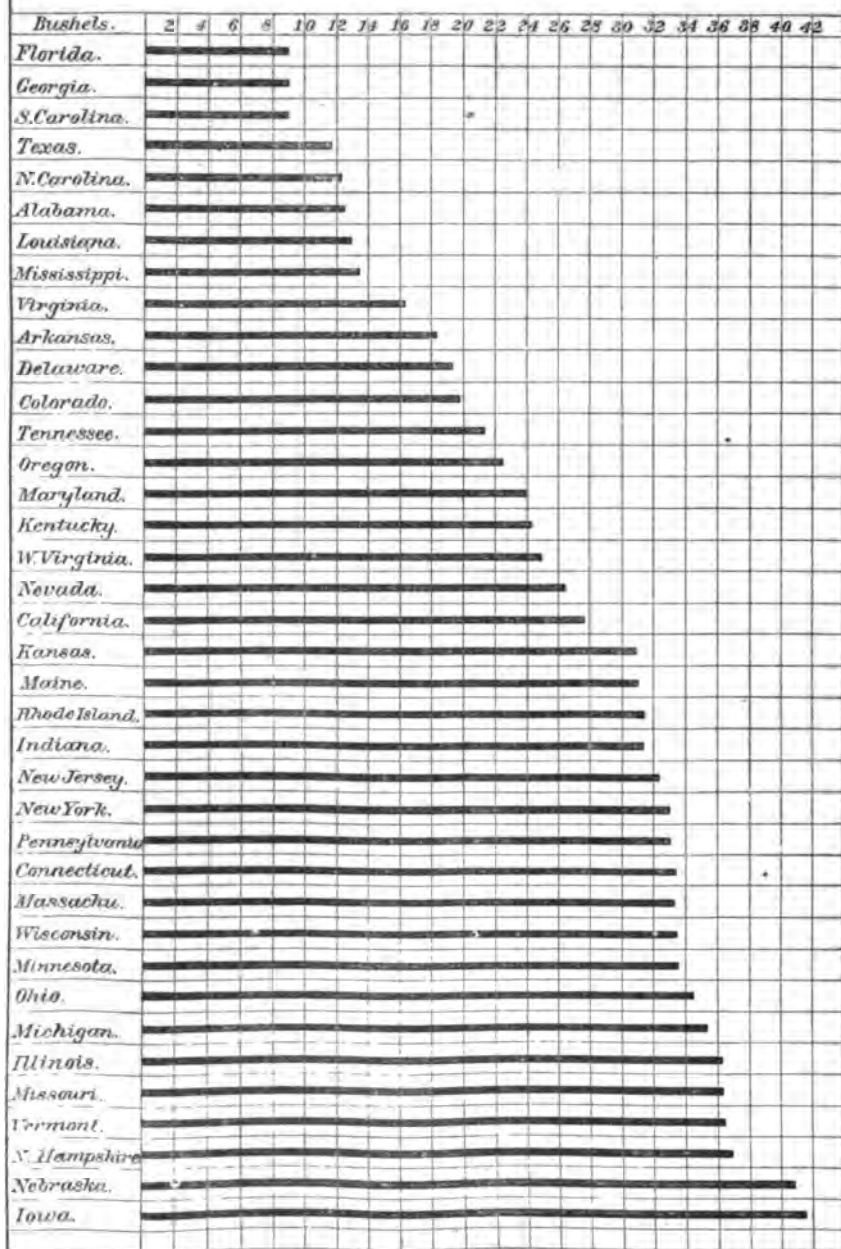 Bushels. 2 4 6 8 10 12 14 16 18 20 22 24 26 28 30 32 34 36 38 40 42
Florida.
Georgia.
S.Carolina.
Texas.
N.Carolina.
Alabama.
Louisiana.
Mississippi.
Virginia.
Arkansas.
Delaware.
Colorado.
Tennessee.
Oregon.
Maryland.
Kentucky.
W.Virginia.
Nevada.
California.
Kansas.
Maine.
Rhode Island.
Indiana.
New Jersey.
New York.
Pennsylvania
Connecticut.
Massachu.
Wisconsin.
Minnesota.
Ohio.
Michigan.
Illinois.
Missouri.
Vermont.
N. Hampshire
Nebraska.
Iowa.